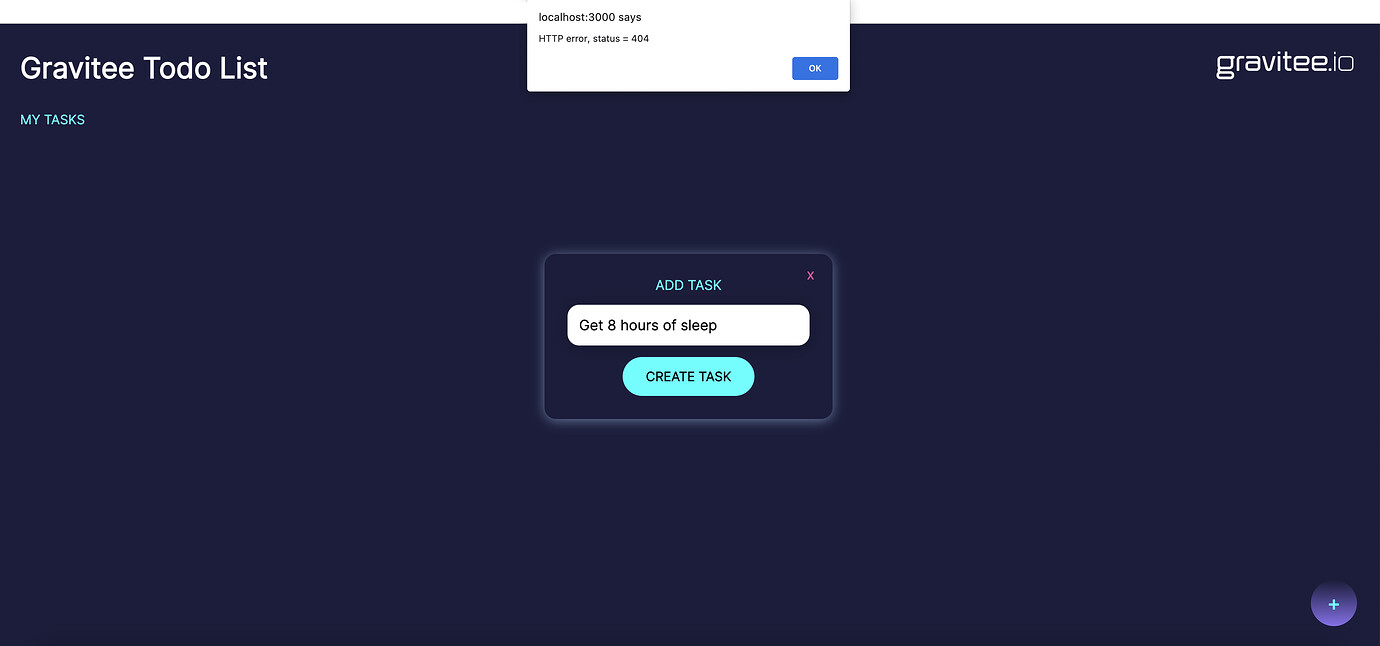 localhost:3000 says
HTTP error, status = 404
OK
Gravitee Todo List
gravitee.io
MY TASKS
X
ADD TASK
Get 8 hours of sleep
CREATE TASK
+